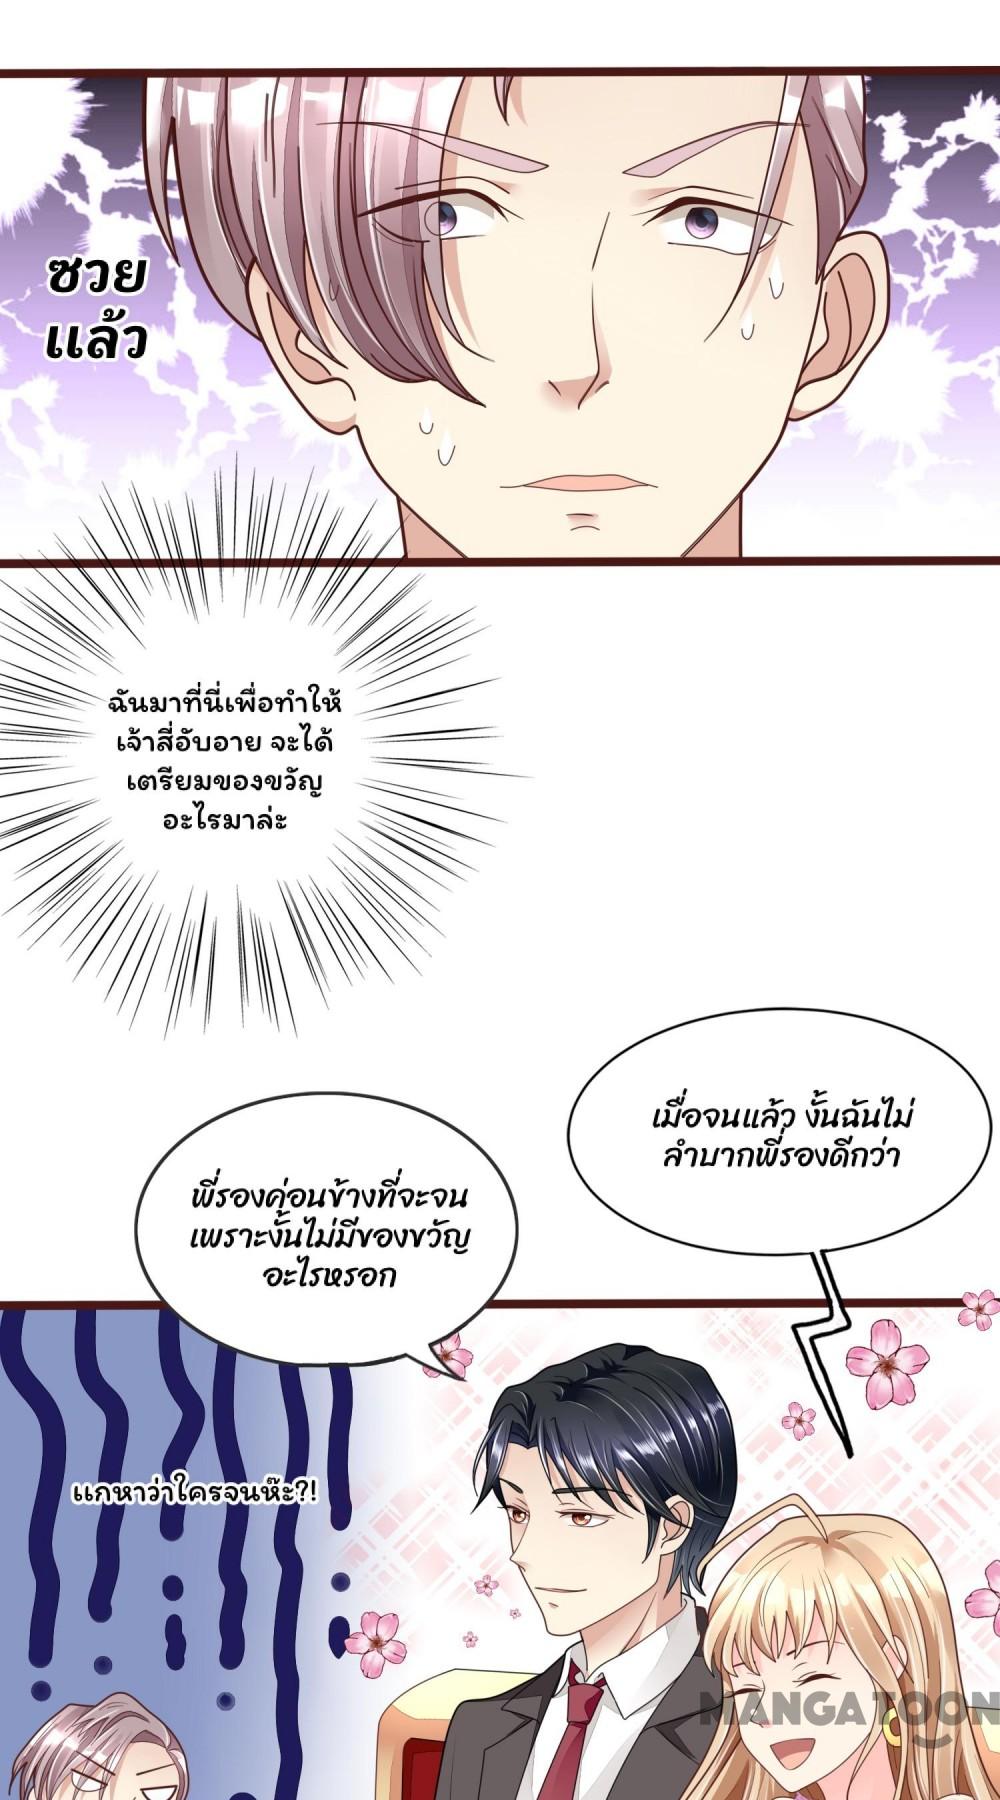 ซวย
แล้ว
ฉันมาที่นี่เพื่อทำให้
เจ้าสี่อับอาย จะได้
เตรียมของขวัญ
อะไรมาล่ะ
เมื่อจนแล้ว งั้นฉันไม่
ลำบากพี่รองดีกว่า
พี่รองค่อนข้างที่จะจน
เพราะงั้นไม่มีของขวัญ
อะไรหรอก
แกหาว่าใครจนห๊ะ?!
MANGATOON